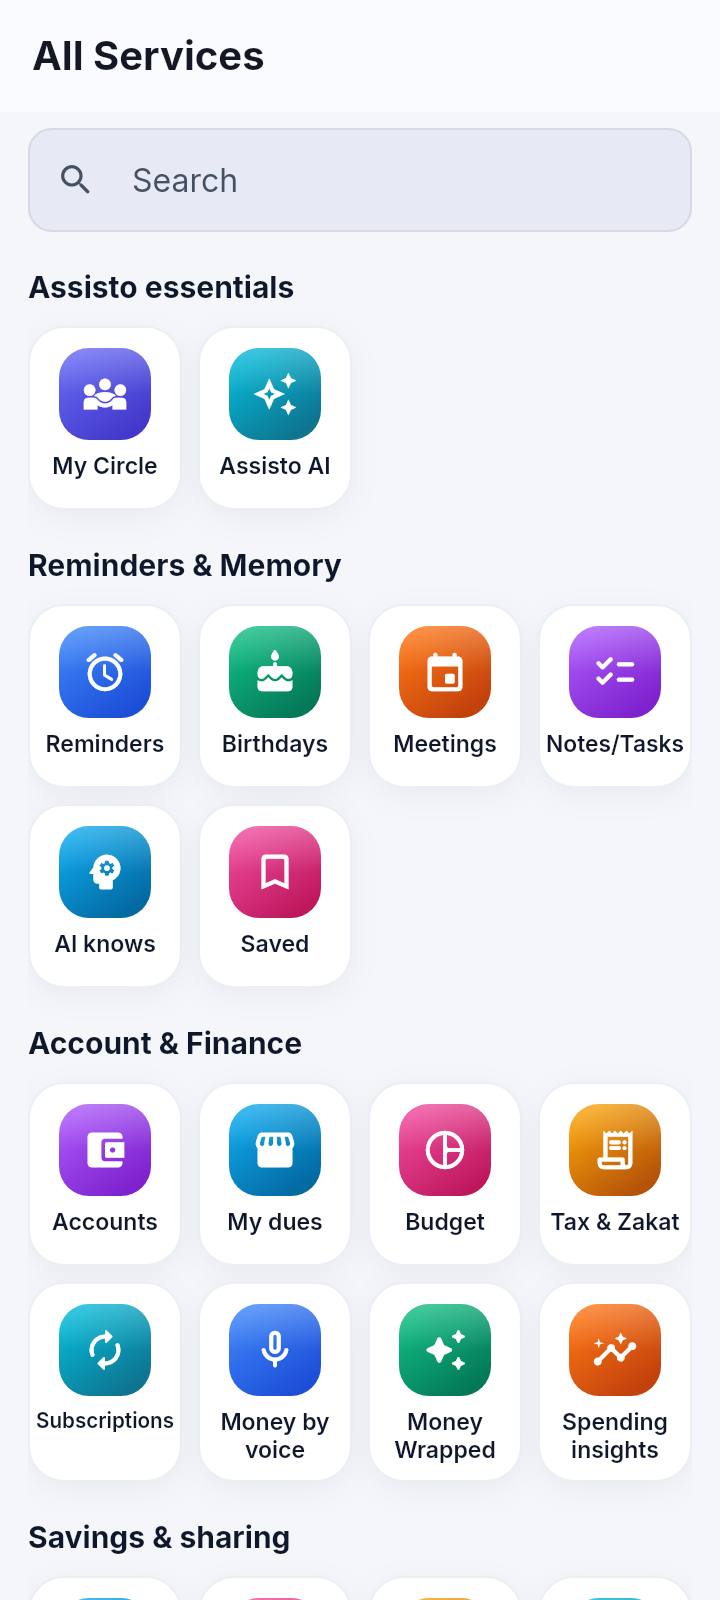 All Services
Search
Assisto essentials
My Circle
Assisto AI
Reminders & Memory
Reminders
Birthdays
Meetings
Notes/Tasks
AI knows
Saved
Account & Finance
Accounts
My dues
Budget
Tax & Zakat
Subscriptions
Money by
voice
Money
Wrapped
Spending
insights
Savings & sharing